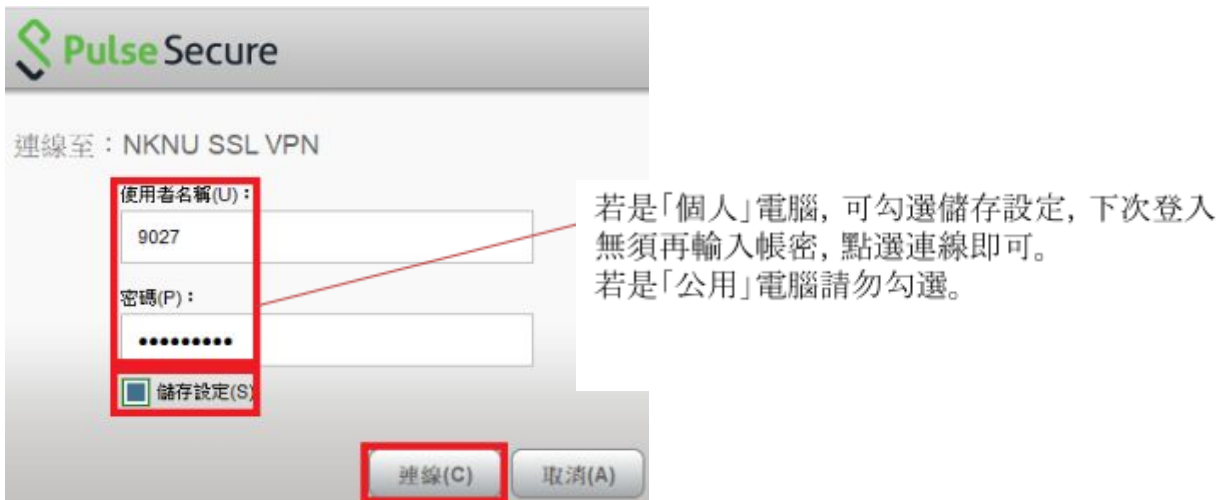 Pulse Secure
連線至：NKNU SSL VPN
使用者名稱(U)：
9027
密碼(P)：
•••••••••
儲存設定(S)
連線(C)
取消(A)
若是「個人」電腦, 可勾選儲存設定, 下次登入
無須再輸入帳密, 點選連線即可。
若是「公用」電腦請勿勾選。